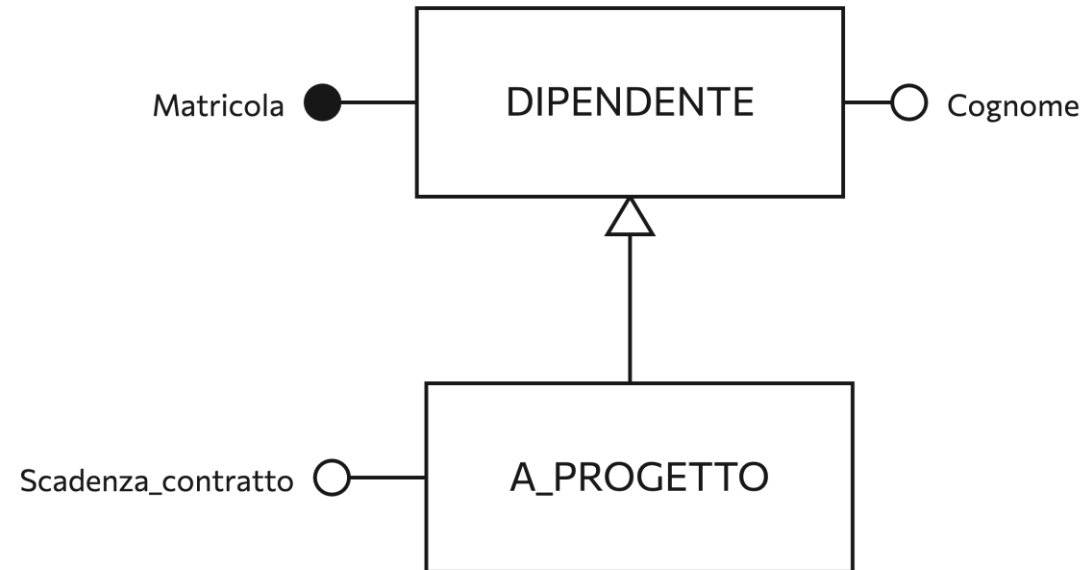 DIPENDENTE
Matricola
Cognome
Scadenza_contratto
A_PROGETTO